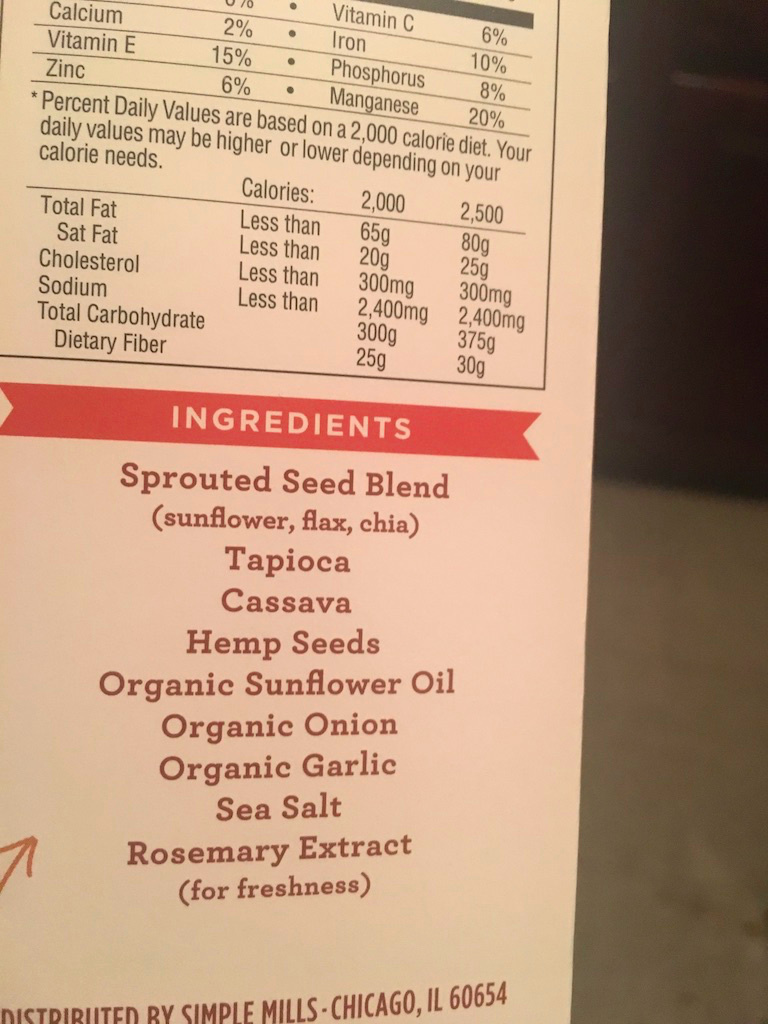 Calcium 2% • Iron 6%
Vitamin E 15% • Phosphorus 10%
Zinc 6% • Manganese 8%
Vitamin C 20%
* Percent Daily Values are based on a 2,000 calorie diet. Your
daily values may be higher or lower depending on your
calorie needs.
Calories: 2,000 2,500
Total Fat Less than 65g 80g
Sat Fat Less than 20g 25g
Cholesterol Less than 300mg 300mg
Sodium Less than 2,400mg 2,400mg
Total Carbohydrate 300g 375g
Dietary Fiber 25g 30g
INGREDIENTS
Sprouted Seed Blend
(sunflower, flax, chia)
Tapioca
Cassava
Hemp Seeds
Organic Sunflower Oil
Organic Onion
Organic Garlic
Sea Salt
Rosemary Extract
(for freshness)
DISTRIBUTED BY SIMPLE MILLS - CHICAGO, IL 60654